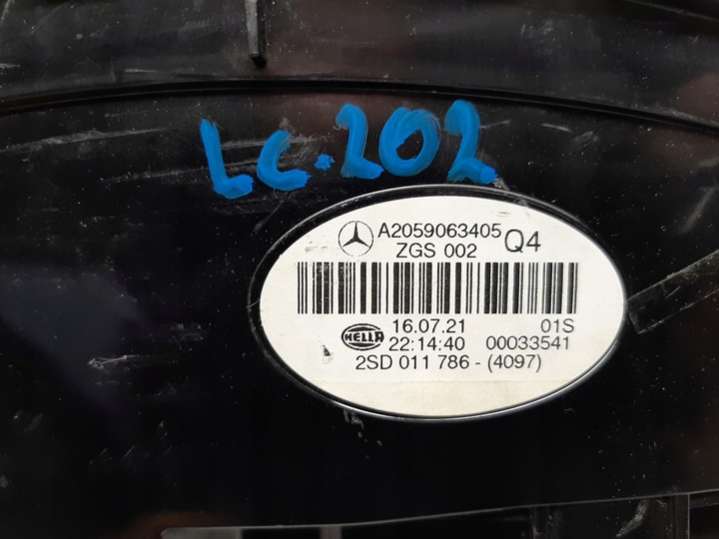 LC.202
A2059063405 Q4
ZGS 002
16.07.21 01S
HELLA 22:14:40 00033541
2SD 011 786 - (4097)